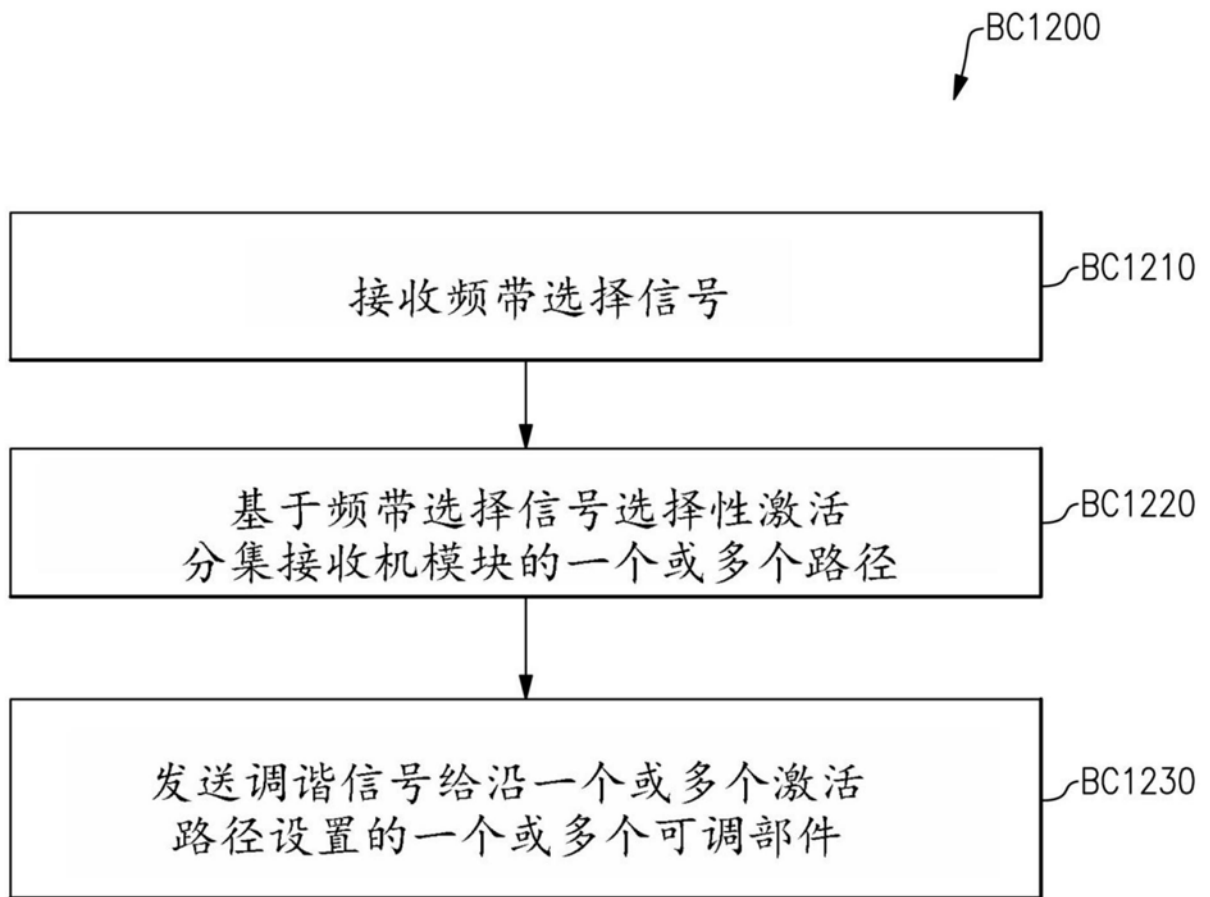 BC1200
接收频带选择信号
BC1210
基于频带选择信号选择性激活
分集接收机模块的一个或多个路径
BC1220
发送调谐信号给沿一个或多个激活
路径设置的一个或多个可调部件
BC1230